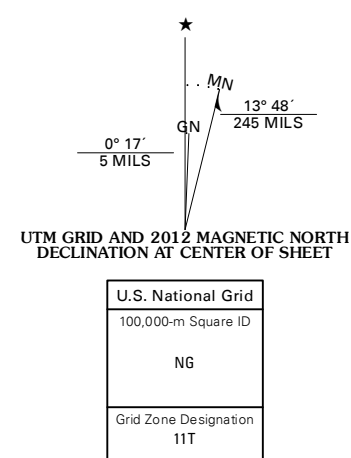 ★
MN
GN
13° 48´
245 MILS
0° 17´
5 MILS
UTM GRID AND 2012 MAGNETIC NORTH
DECLINATION AT CENTER OF SHEET
U.S. National Grid
100,000-m Square ID
NG
Grid Zone Designation
11T